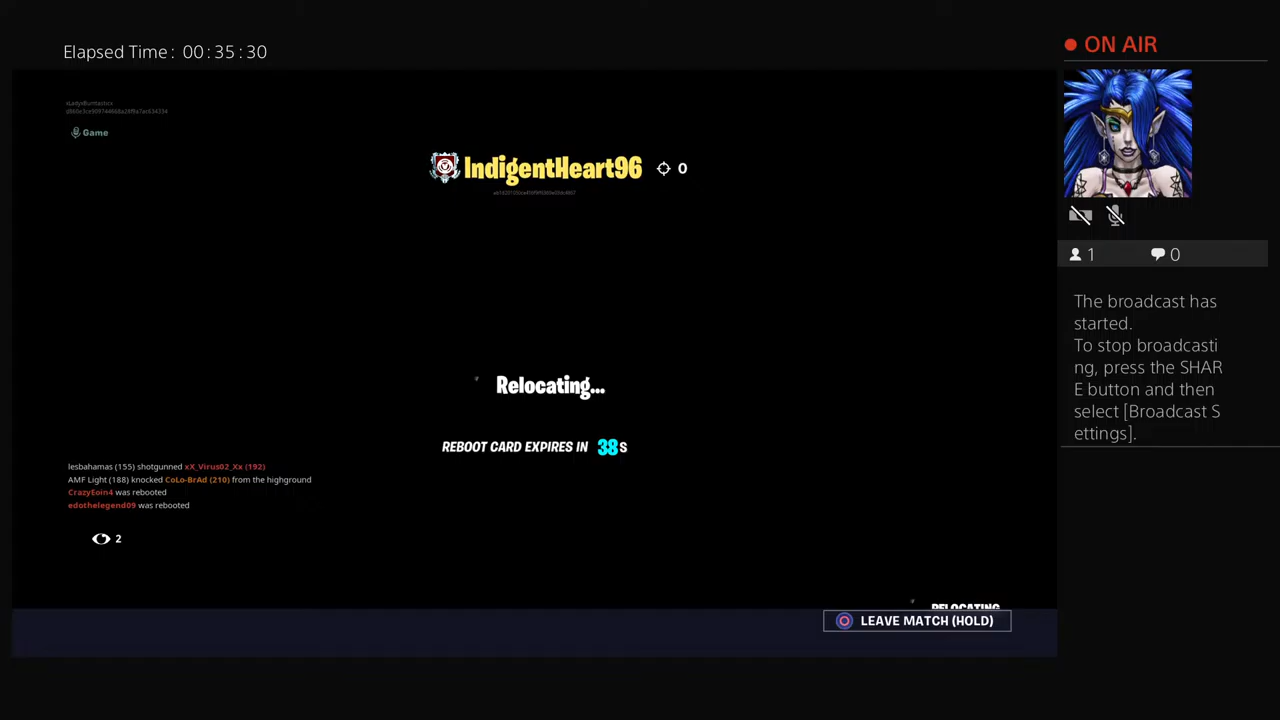 Elapsed Time: 00:35:30
ON AIR
Game
IndigentHeart96 0
1 0
The broadcast has
started.
To stop broadcasti
ng, press the SHAR
E button and then
select [Broadcast S
ettings].
Relocating...
REBOOT CARD EXPIRES IN 38s
lesbahamas (155) shotgunned xX_Virus02_Xx (192)
AMF Light (188) knocked CoLo-BrAd (210) from the highground
CrazyEoin4 was rebooted
edothelegend09 was rebooted
2
RELOCATING
LEAVE MATCH (HOLD)